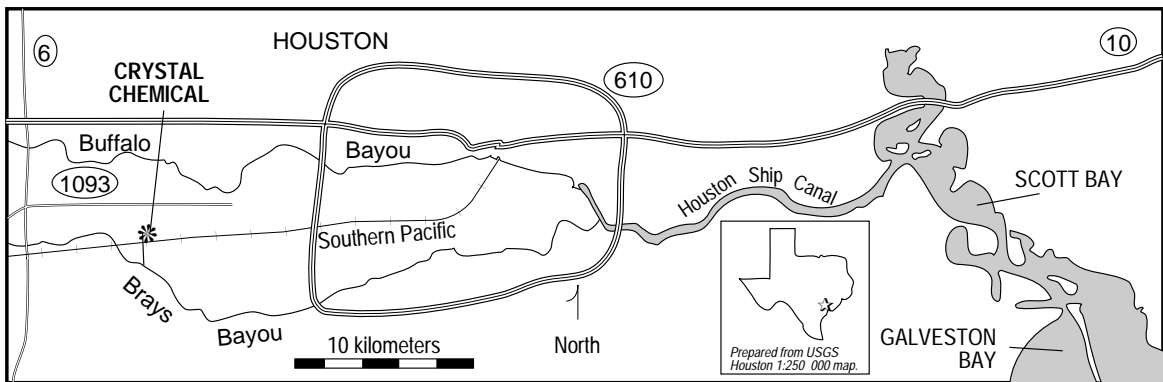 6
HOUSTON
10
CRYSTAL
CHEMICAL
610
Buffalo
Bayou
1093
Houston Ship Canal
SCOTT BAY
Southern Pacific
Brays
Bayou
10 kilometers
North
Prepared from USGS
Houston 1:250 000 map.
GALVESTON
BAY